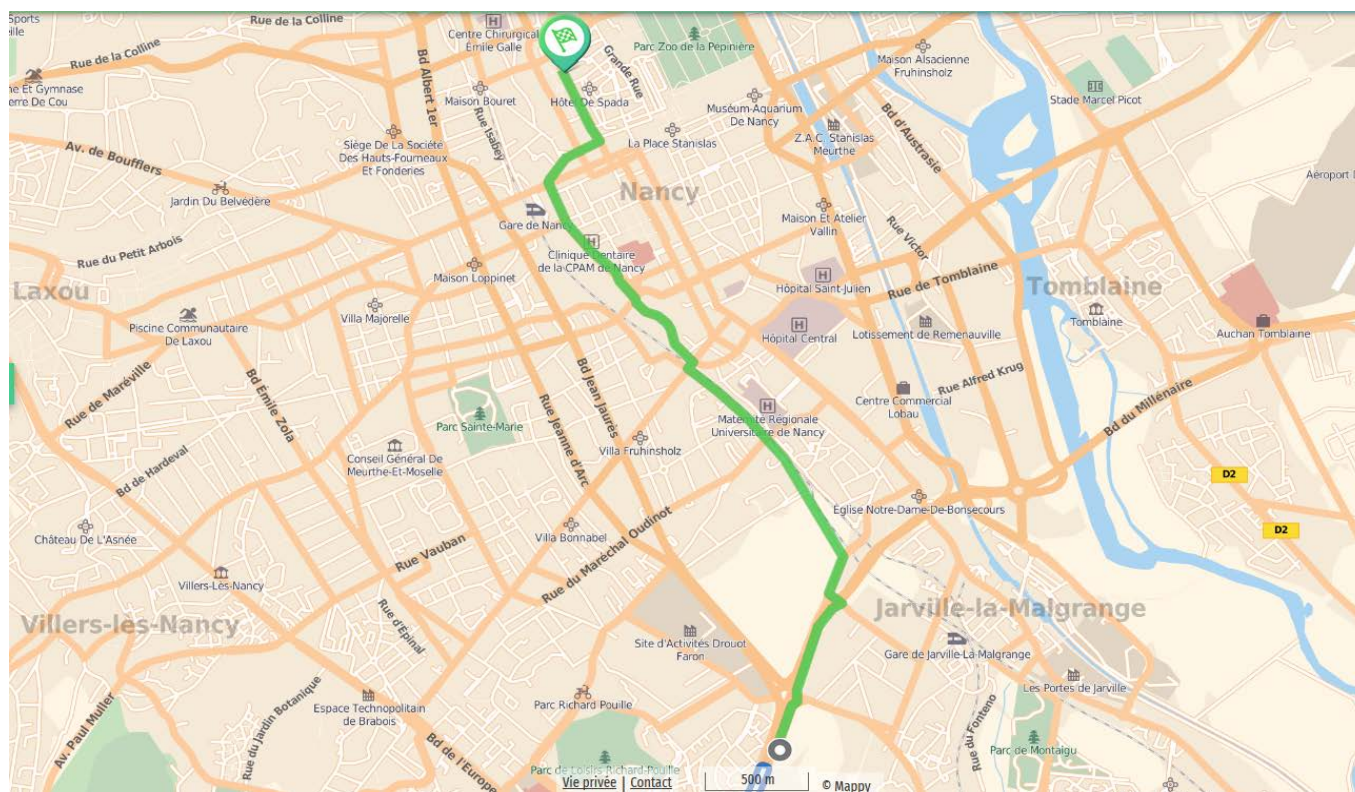 Sports
Rue de la Colline
Rue de la Colline
Bd Albert 1er
H
Centre Chirurgical
Émile Galle
Grande Rue
Parc Zoo de la Pépinière
Maison Alsacienne
Fruhinsholz
Stade Marcel Picot
Bd d'Austrasie
Maison Bouret
Hôtel De Spada
Muséum-Aquarium
De Nancy
Z.A.C. Stanislas
Meurthe
Rue Isabey
La Place Stanislas
Siège De La Société
Des Hauts-Fourneaux
Et Fonderies
Av. de Boufflers
Jardin Du Belvédère
Nancy
Gare de Nancy
Maison Et Atelier
Vallin
Rue Victor
Rue du Petit Arbois
H
Clinique Dentaire
de la CPAM de Nancy
Maison Loppinet
H
Hôpital Saint-Julien
Rue de Tomblaine
Tomblaine
Tomblaine
Auchan Tomblaine
Laxou
Piscine Communautaire
De Laxou
Villa Majorelle
H
Hôpital Central
Lotissement de Remenauville
Rue Alfred Krug
Centre Commercial
Lobau
Bd du Millénaire
Rue de Maréville
Bd Émile Zola
Bd Jean Jaurès
Rue Jeanne d'Arc
Parc Sainte-Marie
H
Maternité Régionale
Universitaire de Nancy
Villa Fruhinsholz
Conseil Général De
Meurthe-Et-Moselle
Bd de Hardeval
D2
D2
Château De L'Asnée
Église Notre-Dame-De-Bonsecours
Villa Bonnabel
Rue Vauban
Rue du Maréchal Oudinot
Villers-Lès-Nancy
Villers-lès-Nancy
Rue d'Épinal
Jarville-la-Malgrange
Site d'Activités Drouot
Faron
Gare de Jarville-La-Malgrange
Les Portes de Jarville
Av. Paul Muller
Rue du Jardin Botanique
Espace Technopolitain
de Brabois
Parc Richard Pouille
Bd de l'Europe
Rue du Fonteno
Parc de Montaigu
Parc de Loisirs-Richard-Pouille
Vie privée | Contact
500 m
© Mappy